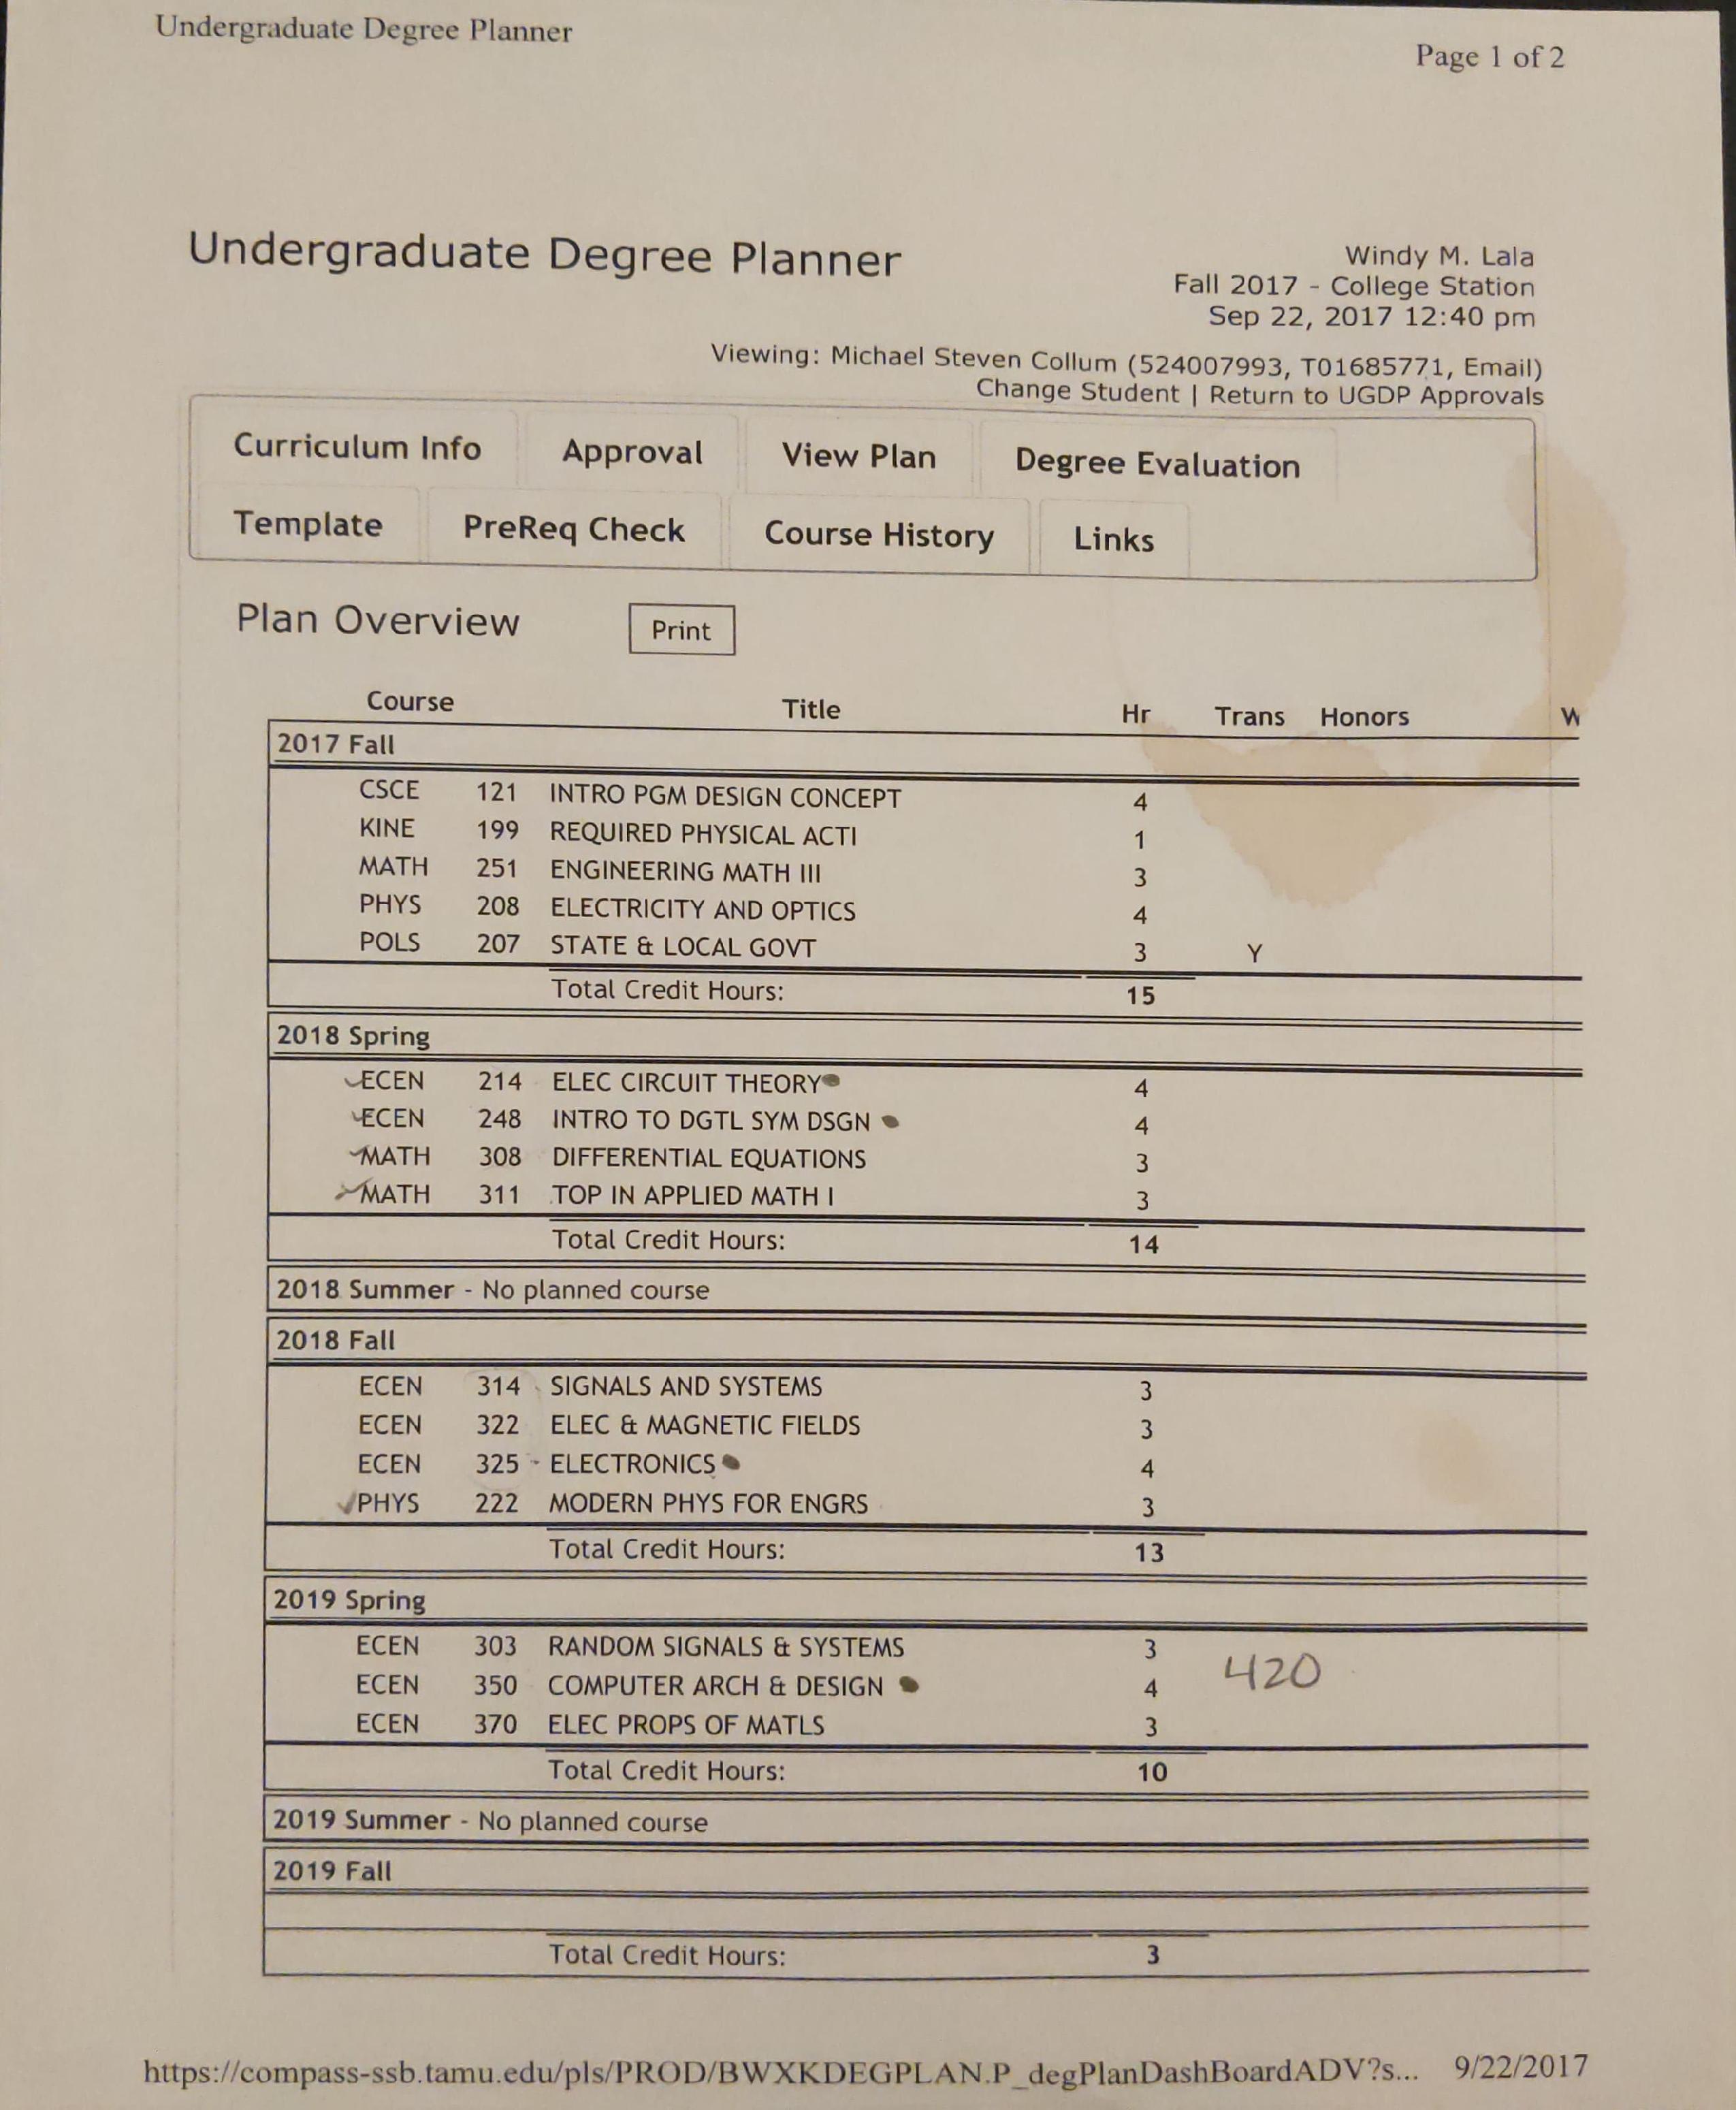 Undergraduate Degree Planner
Page 1 of 2
Undergraduate Degree Planner
Windy M. Lala
Fall 2017 - College Station
Sep 22, 2017 12:40 pm
Viewing: Michael Steven Collum (524007993, T01685771, Email)
Change Student | Return to UGDP Approvals
Curriculum Info Approval View Plan Degree Evaluation
Template PreReq Check Course History Links
Plan Overview Print
Course Title Hr Trans Honors W
2017 Fall
CSCE 121 INTRO PGM DESIGN CONCEPT 4
KINE 199 REQUIRED PHYSICAL ACTI 1
MATH 251 ENGINEERING MATH III 3
PHYS 208 ELECTRICITY AND OPTICS 4
POLS 207 STATE & LOCAL GOVT 3 Y
Total Credit Hours: 15
2018 Spring
ECEN 214 ELEC CIRCUIT THEORY 4
ECEN 248 INTRO TO DGTL SYM DSGN 4
MATH 308 DIFFERENTIAL EQUATIONS 3
MATH 311 TOP IN APPLIED MATH I 3
Total Credit Hours: 14
2018 Summer - No planned course
2018 Fall
ECEN 314 SIGNALS AND SYSTEMS 3
ECEN 322 ELEC & MAGNETIC FIELDS 3
ECEN 325 ELECTRONICS 4
PHYS 222 MODERN PHYS FOR ENGRS 3
Total Credit Hours: 13
2019 Spring
ECEN 303 RANDOM SIGNALS & SYSTEMS 3
420
ECEN 350 COMPUTER ARCH & DESIGN 4
ECEN 370 ELEC PROPS OF MATLS 3
Total Credit Hours: 10
2019 Summer - No planned course
2019 Fall
Total Credit Hours: 3
https://compass-ssb.tamu.edu/pls/PROD/BWXKDEGPLAN.P_degPlanDashBoardADV?s... 9/22/2017